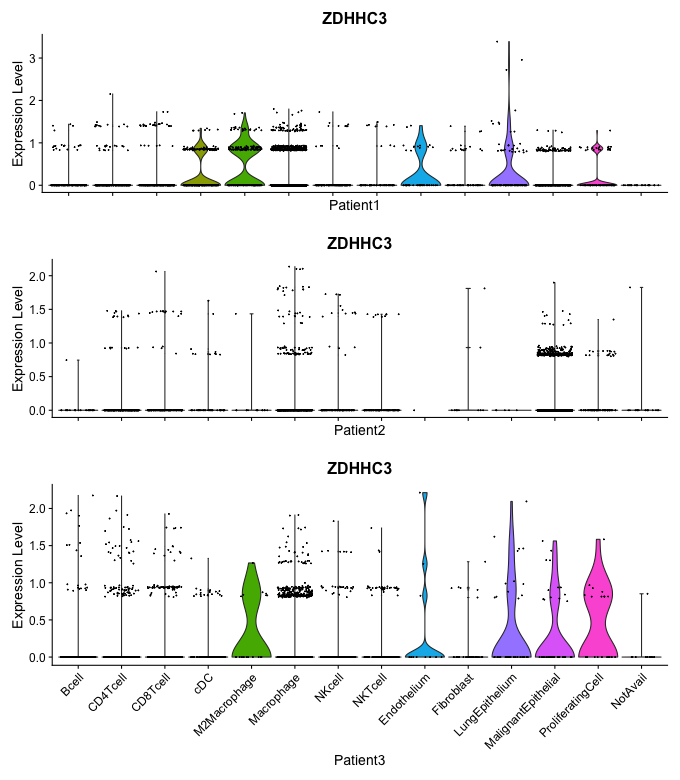 ZDHHC3
Expression Level
3
2
1
0
Patient1
ZDHHC3
Expression Level
2.0
1.5
1.0
0.5
0.0
Patient2
ZDHHC3
Expression Level
2.0
1.5
1.0
0.5
0.0
Bcell
CD4Tcell
CD8Tcell
cDC
M2Macrophage
Macrophage
NKcell
NKTcell
Endothelium
Fibroblast
LungEpithelium
MalignantEpithelial
ProliferatingCell
NotAvail
Patient3